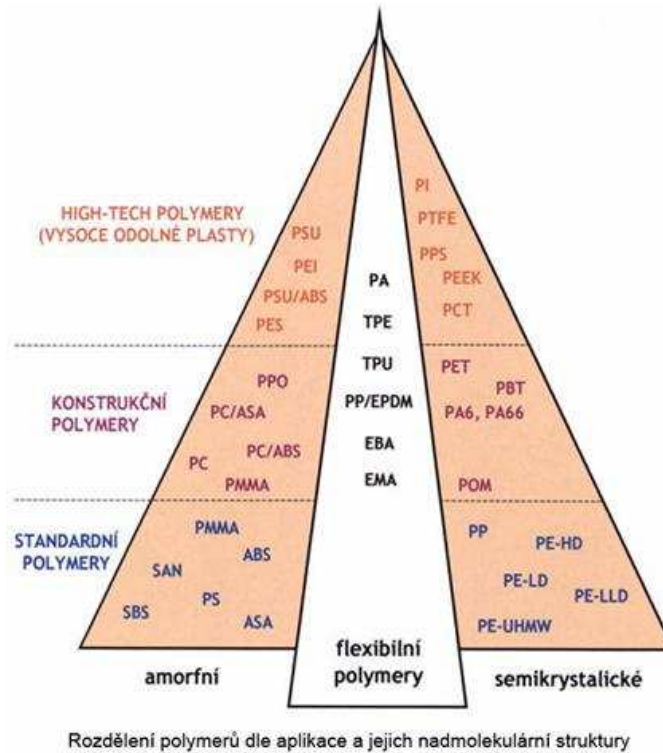 HIGH-TECH POLYMERY
(VYSOCE ODOLNÉ PLASTY)
PSU
PEI
PSU/ABS
PES
PA
TPE
PI
PTFE
PPS
PEEK
PCT
KONSTRUKČNÍ
POLYMERY
PPO
PC/ASA
PC/ABS
PC
PMMA
TPU
PP/EPDM
EBA
EMA
PET
PBT
PA6, PA66
POM
STANDARDNÍ
POLYMERY
PMMA
ABS
SAN
PS
SBS
ASA
PP
PE-HD
PE-LD
PE-LLD
PE-UHMW
amorfní
flexibilní
polymery
semikrystalické
Rozdělení polymerů dle aplikace a jejich nadmolekulární struktury